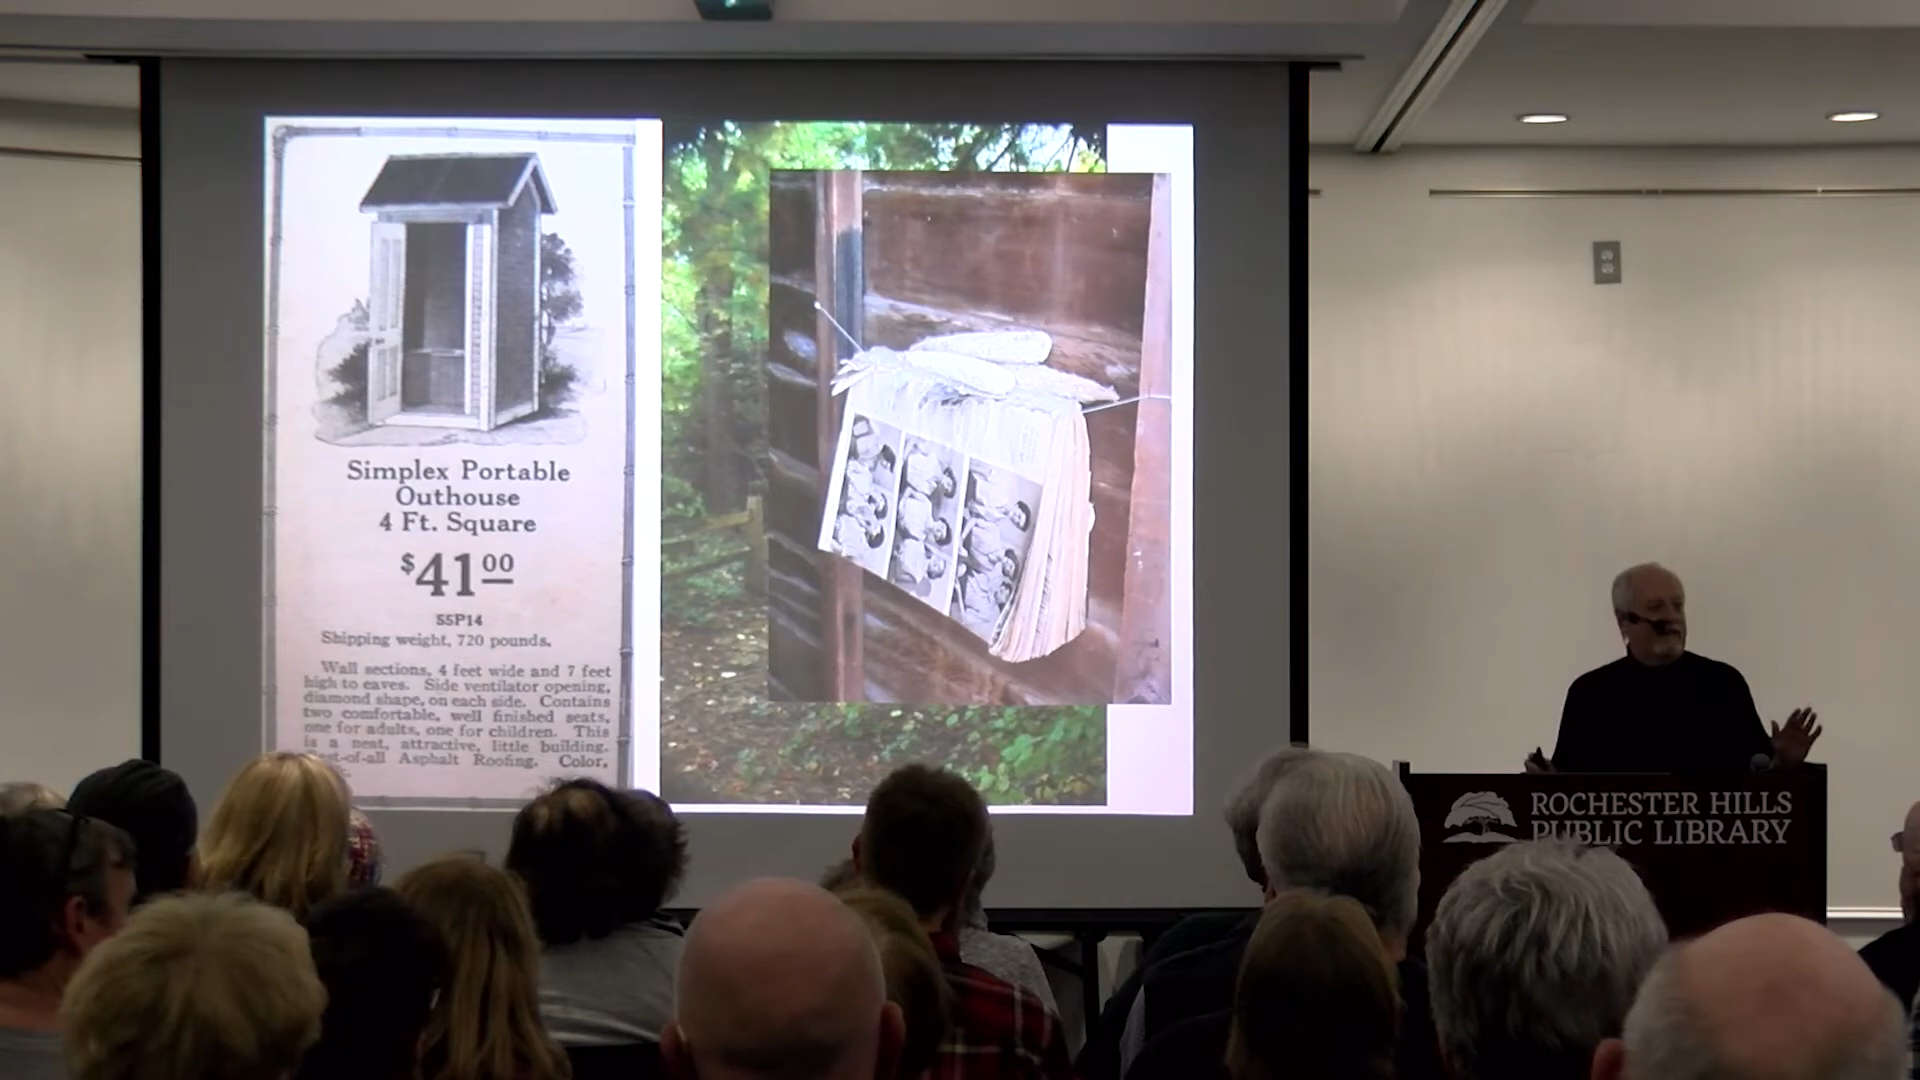 Simplex Portable
Outhouse
4 Ft. Square
$41.00
55P14
Shipping weight, 720 pounds.
Wall sections, 4 feet wide and 7 feet
high to eaves. Side ventilator opening,
diamond shape, on each side. Contains
two comfortable, well finished seats,
one for adults, one for children. This
is a neat, attractive, little building.
-of-all Asphalt Roofing. Color,
ROCHESTER HILLS
PUBLIC LIBRARY